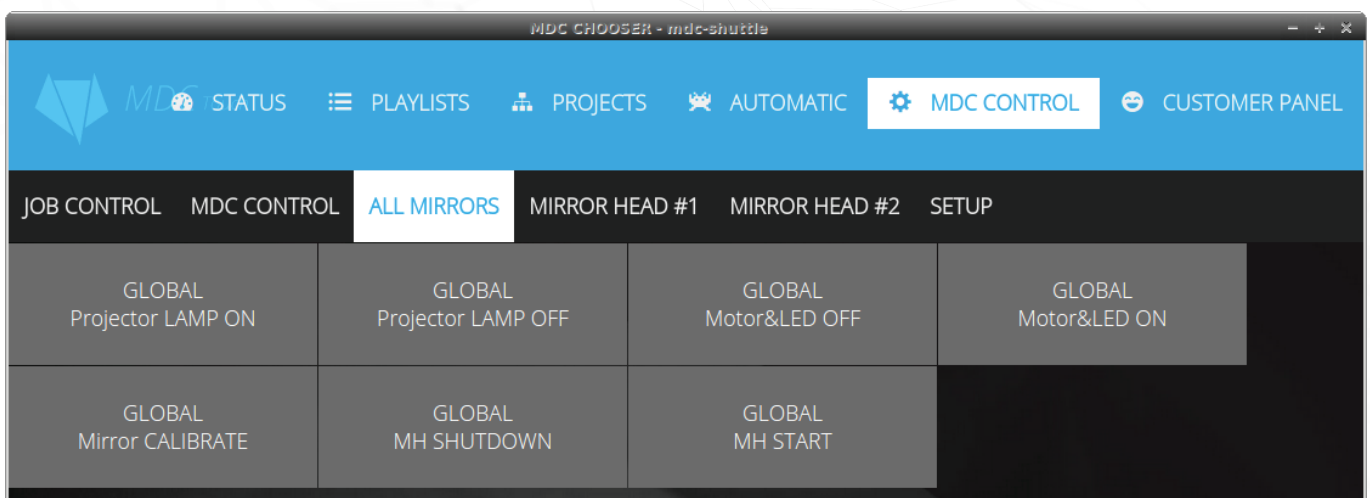 MDC CHOOSER - mdc-shuttle
MDC STATUS PLAYLISTS PROJECTS AUTOMATIC MDC CONTROL CUSTOMER PANEL
JOB CONTROL MDC CONTROL ALL MIRRORS MIRROR HEAD #1 MIRROR HEAD #2 SETUP
GLOBAL
Projector LAMP ON
GLOBAL
Projector LAMP OFF
GLOBAL
Motor&LED OFF
GLOBAL
Motor&LED ON
GLOBAL
Mirror CALIBRATE
GLOBAL
MH SHUTDOWN
GLOBAL
MH START